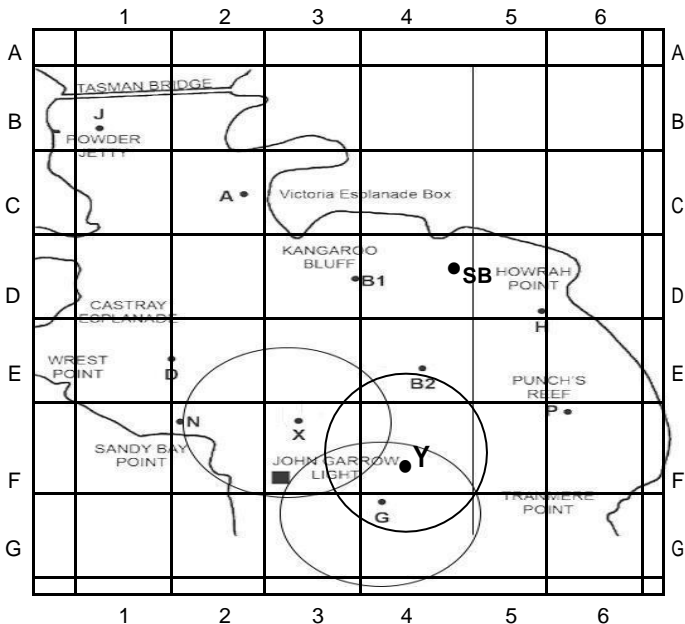 1 2 3 4 5 6
A A
TASMAN BRIDGE
J
B B
POWDER
JETTY
A Victoria Esplanade Box
C C
KANGAROO
BLUFF
SB HOWRAH
POINT
B1
D D
CASTRAY
ESPLANADE
H
WREST
POINT
D
E E
B2
PUNCH'S
REEF
P
N
X
SANDY BAY
POINT
JOHN GARROW
LIGHT
Y
F F
TRANMERE
POINT
G
G G
1 2 3 4 5 6